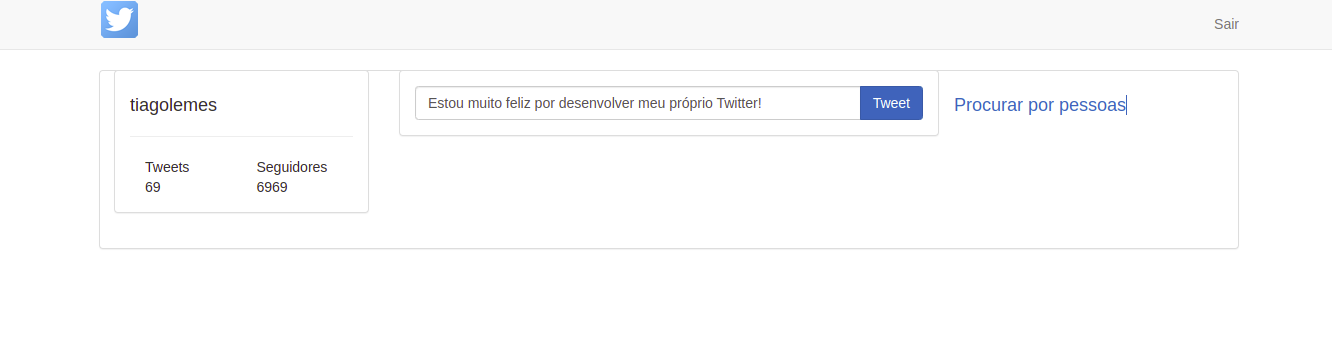 Sair
tiagolemes
Tweets
69
Seguidores
6969
Estou muito feliz por desenvolver meu próprio Twitter!
Tweet
Procurar por pessoas